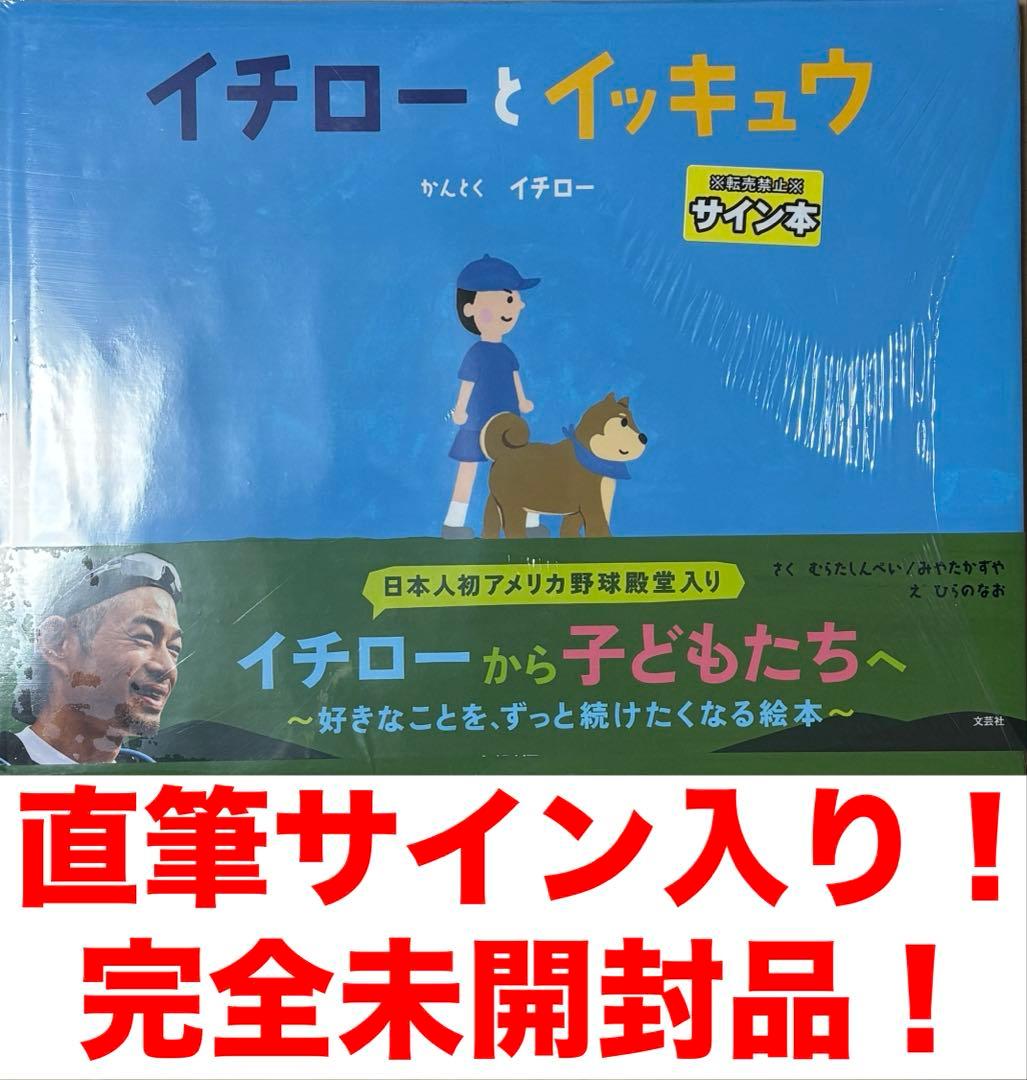 イチローとイッキュウ
かんとく イチロー
※転売禁止※
サイン本
さく むらたしんぺい/みやたかずや
え ひらのなお
日本人初アメリカ野球殿堂入り
イチローから子どもたちへ
～好きなことを、ずっと続けたくなる絵本～
文芸社
直筆サイン入り！
完全未開封品！